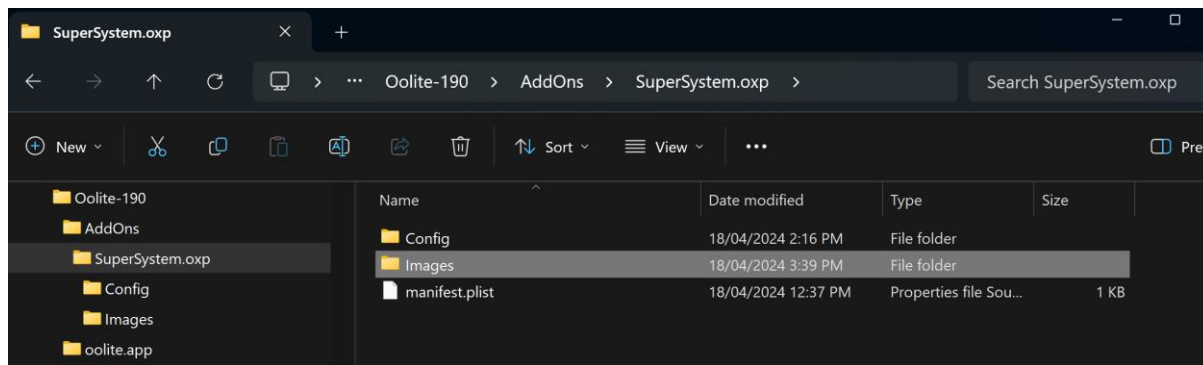 SuperSystem.oxp
Oolite-190 > AddOns > SuperSystem.oxp >
Search SuperSystem.oxp
New
Sort
View
Pre
Oolite-190
AddOns
SuperSystem.oxp
Config
Images
oolite.app
Name Date modified Type Size
Config 18/04/2024 2:16 PM File folder
Images 18/04/2024 3:39 PM File folder
manifest.plist 18/04/2024 12:37 PM Properties file Sou... 1 KB